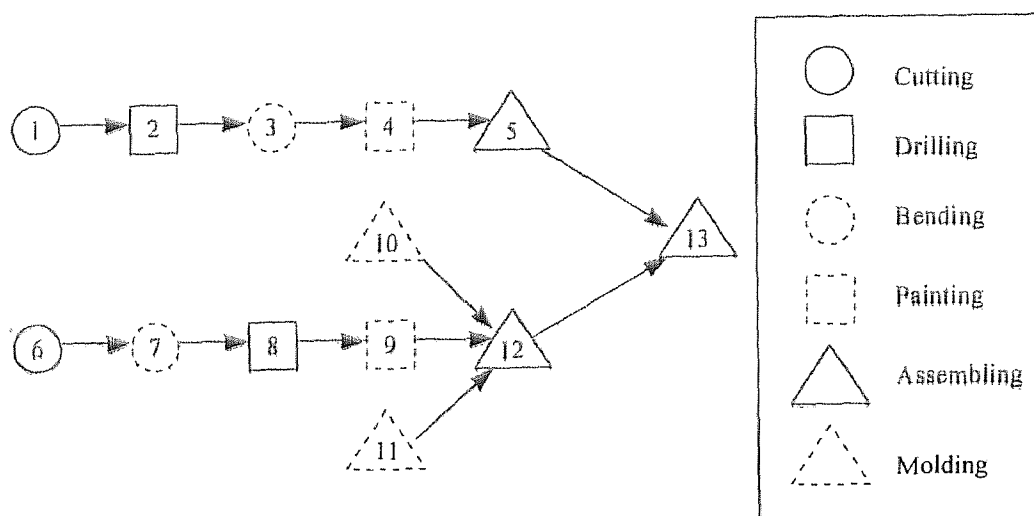 1
2
3
4
5
10
13
6
7
8
9
12
11
Cutting
Drilling
Bending
Painting
Assembling
Molding